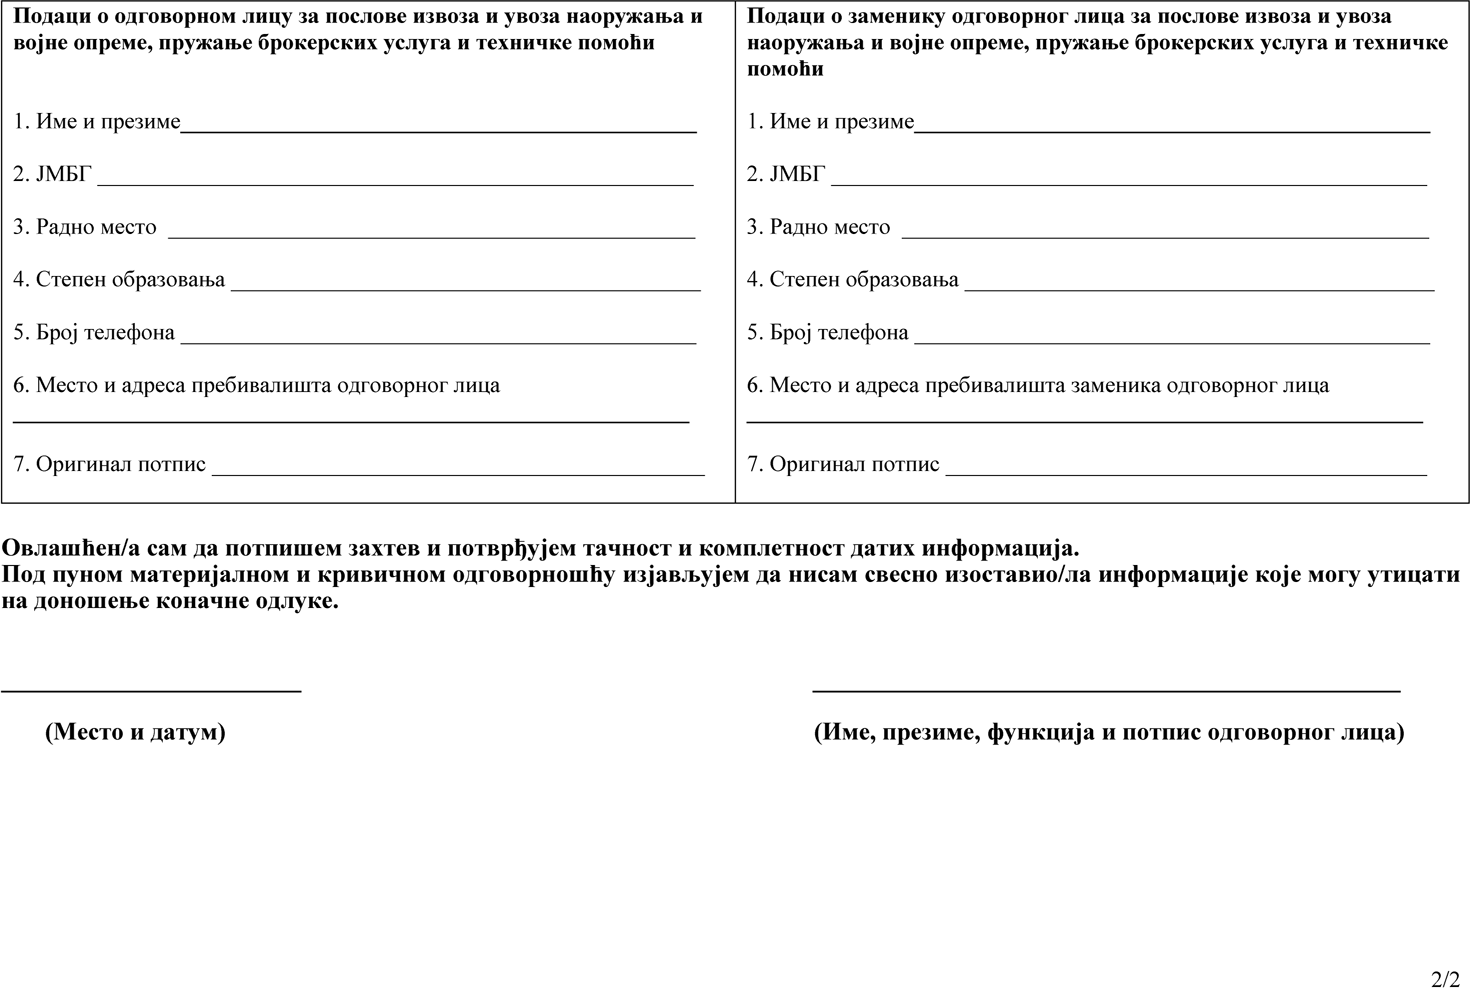 Подаци о одговорном лицу за послове извоза и увоза наоружања и
војне опреме, пружање брокерских услуга и техничке помоћи
1. Име и презиме
2. ЈМБГ
3. Радно место
4. Степен образовања
5. Број телефона
6. Место и адреса пребивалишта одговорног лица
7. Оригинал потпис
Подаци о заменику одговорног лица за послове извоза и увоза
наоружања и војне опреме, пружање брокерских услуга и техничке
помоћи
1. Име и презиме
2. ЈМБГ
3. Радно место
4. Степен образовања
5. Број телефона
6. Место и адреса пребивалишта заменика одговорног лица
7. Оригинал потпис
Овлашћен/а сам да потпишем захтев и потврђујем тачност и комплетност датих информација.
Под пуном материјалном и кривичном одговорношћу изјављујем да нисам свесно изоставио/ла информације које могу утицати
на доношење коначне одлуке.
(Место и датум)
(Име, презиме, функција и потпис одговорног лица)
2/2